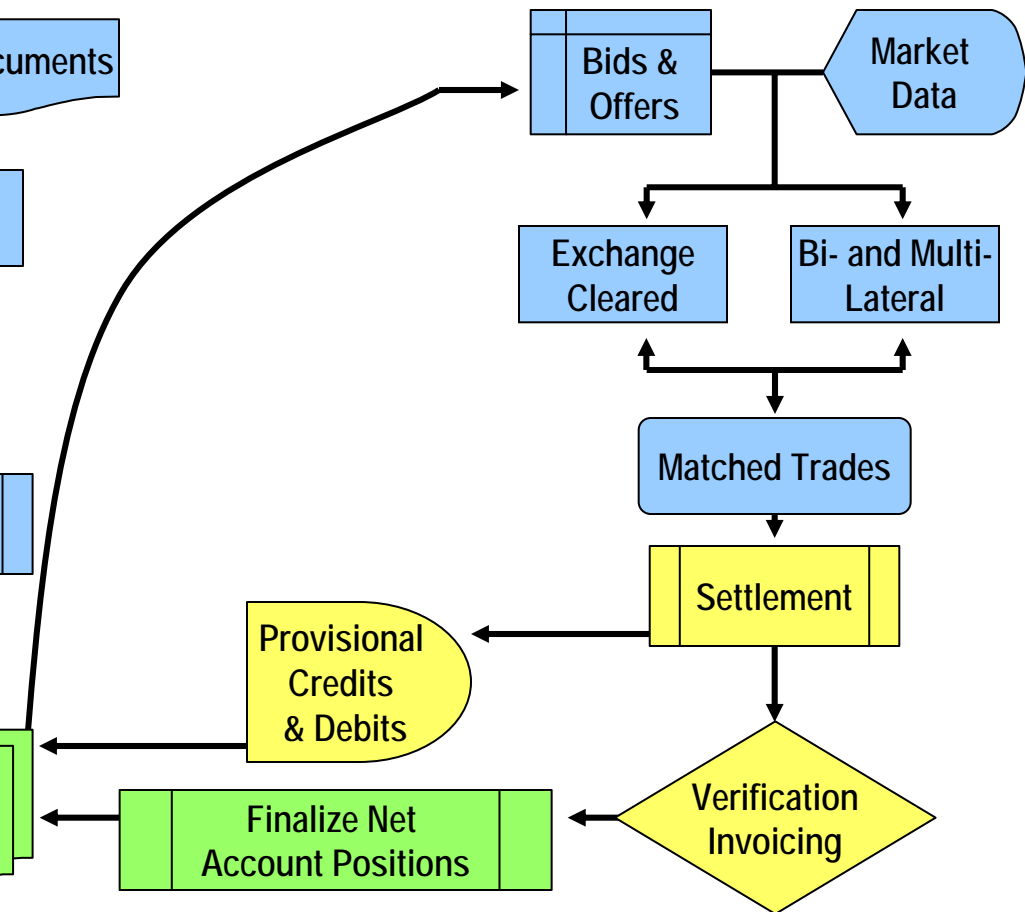 cuments
Bids &
Offers
Market
Data
Exchange
Cleared
Bi- and Multi-
Lateral
Matched Trades
Settlement
Provisional
Credits
& Debits
Verification
Invoicing
Finalize Net
Account Positions